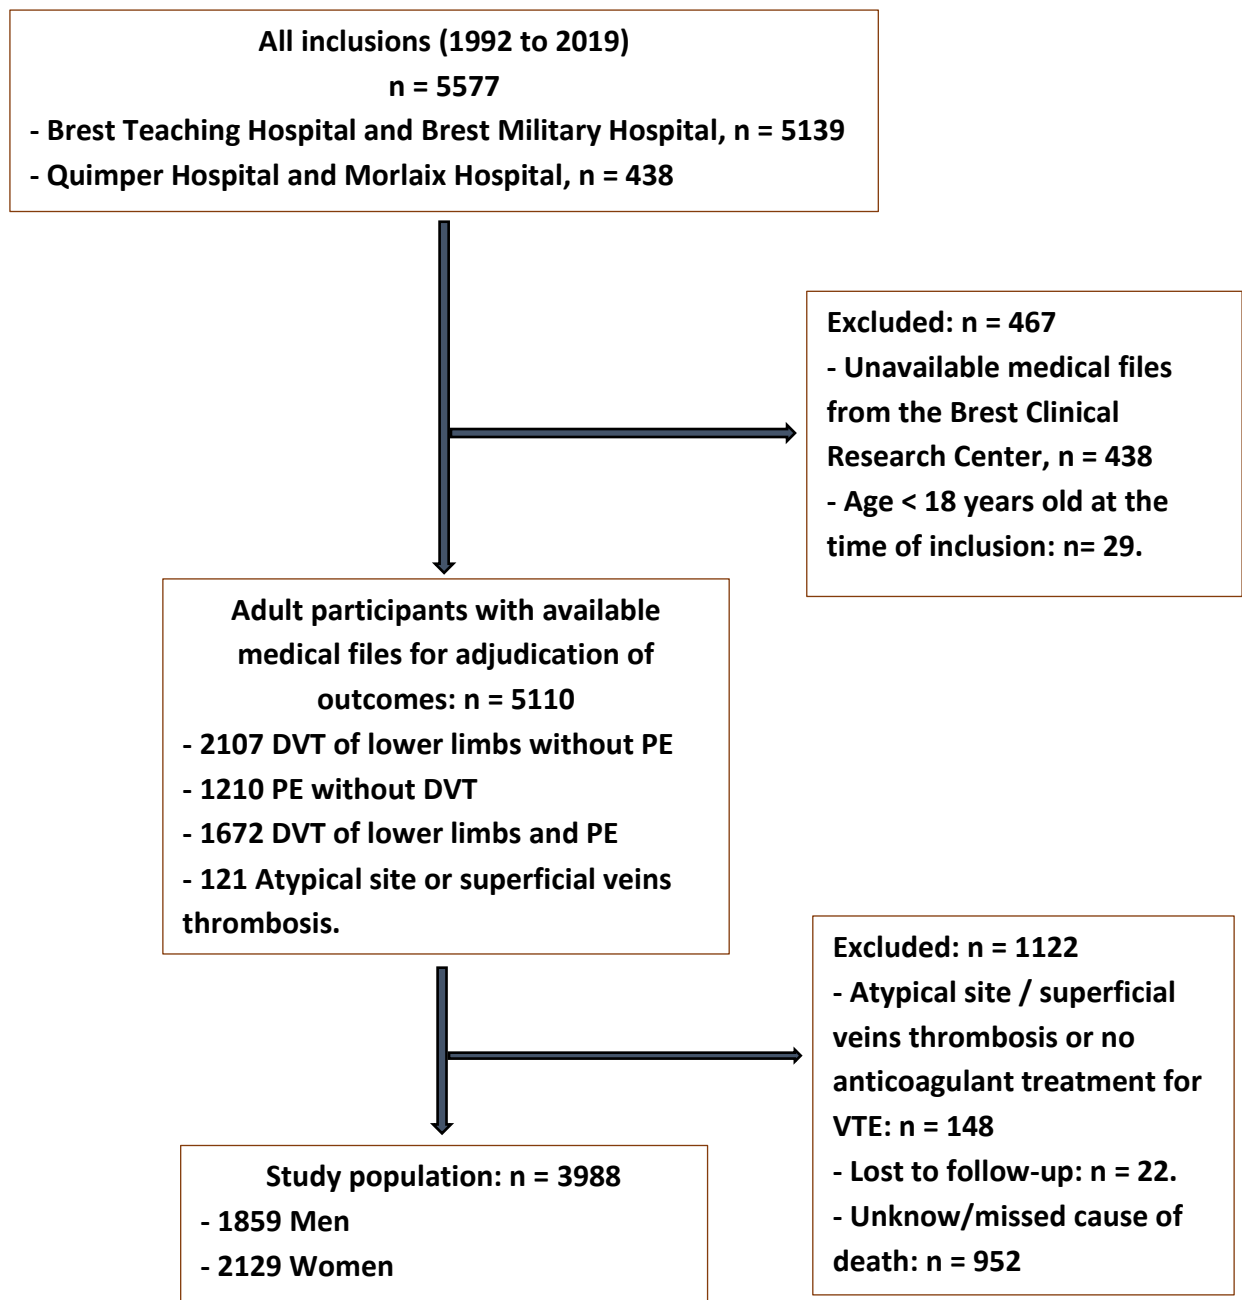 All inclusions (1992 to 2019)
n = 5577
- Brest Teaching Hospital and Brest Military Hospital, n = 5139
- Quimper Hospital and Morlaix Hospital, n = 438
Excluded: n = 467
- Unavailable medical files
from the Brest Clinical
Research Center, n = 438
- Age < 18 years old at the
time of inclusion: n= 29.
Adult participants with available
medical files for adjudication of
outcomes: n = 5110
- 2107 DVT of lower limbs without PE
- 1210 PE without DVT
- 1672 DVT of lower limbs and PE
- 121 Atypical site or superficial veins
thrombosis.
Excluded: n = 1122
- Atypical site / superficial
veins thrombosis or no
anticoagulant treatment for
VTE: n = 148
- Lost to follow-up: n = 22.
- Unknow/missed cause of
death: n = 952
Study population: n = 3988
- 1859 Men
- 2129 Women